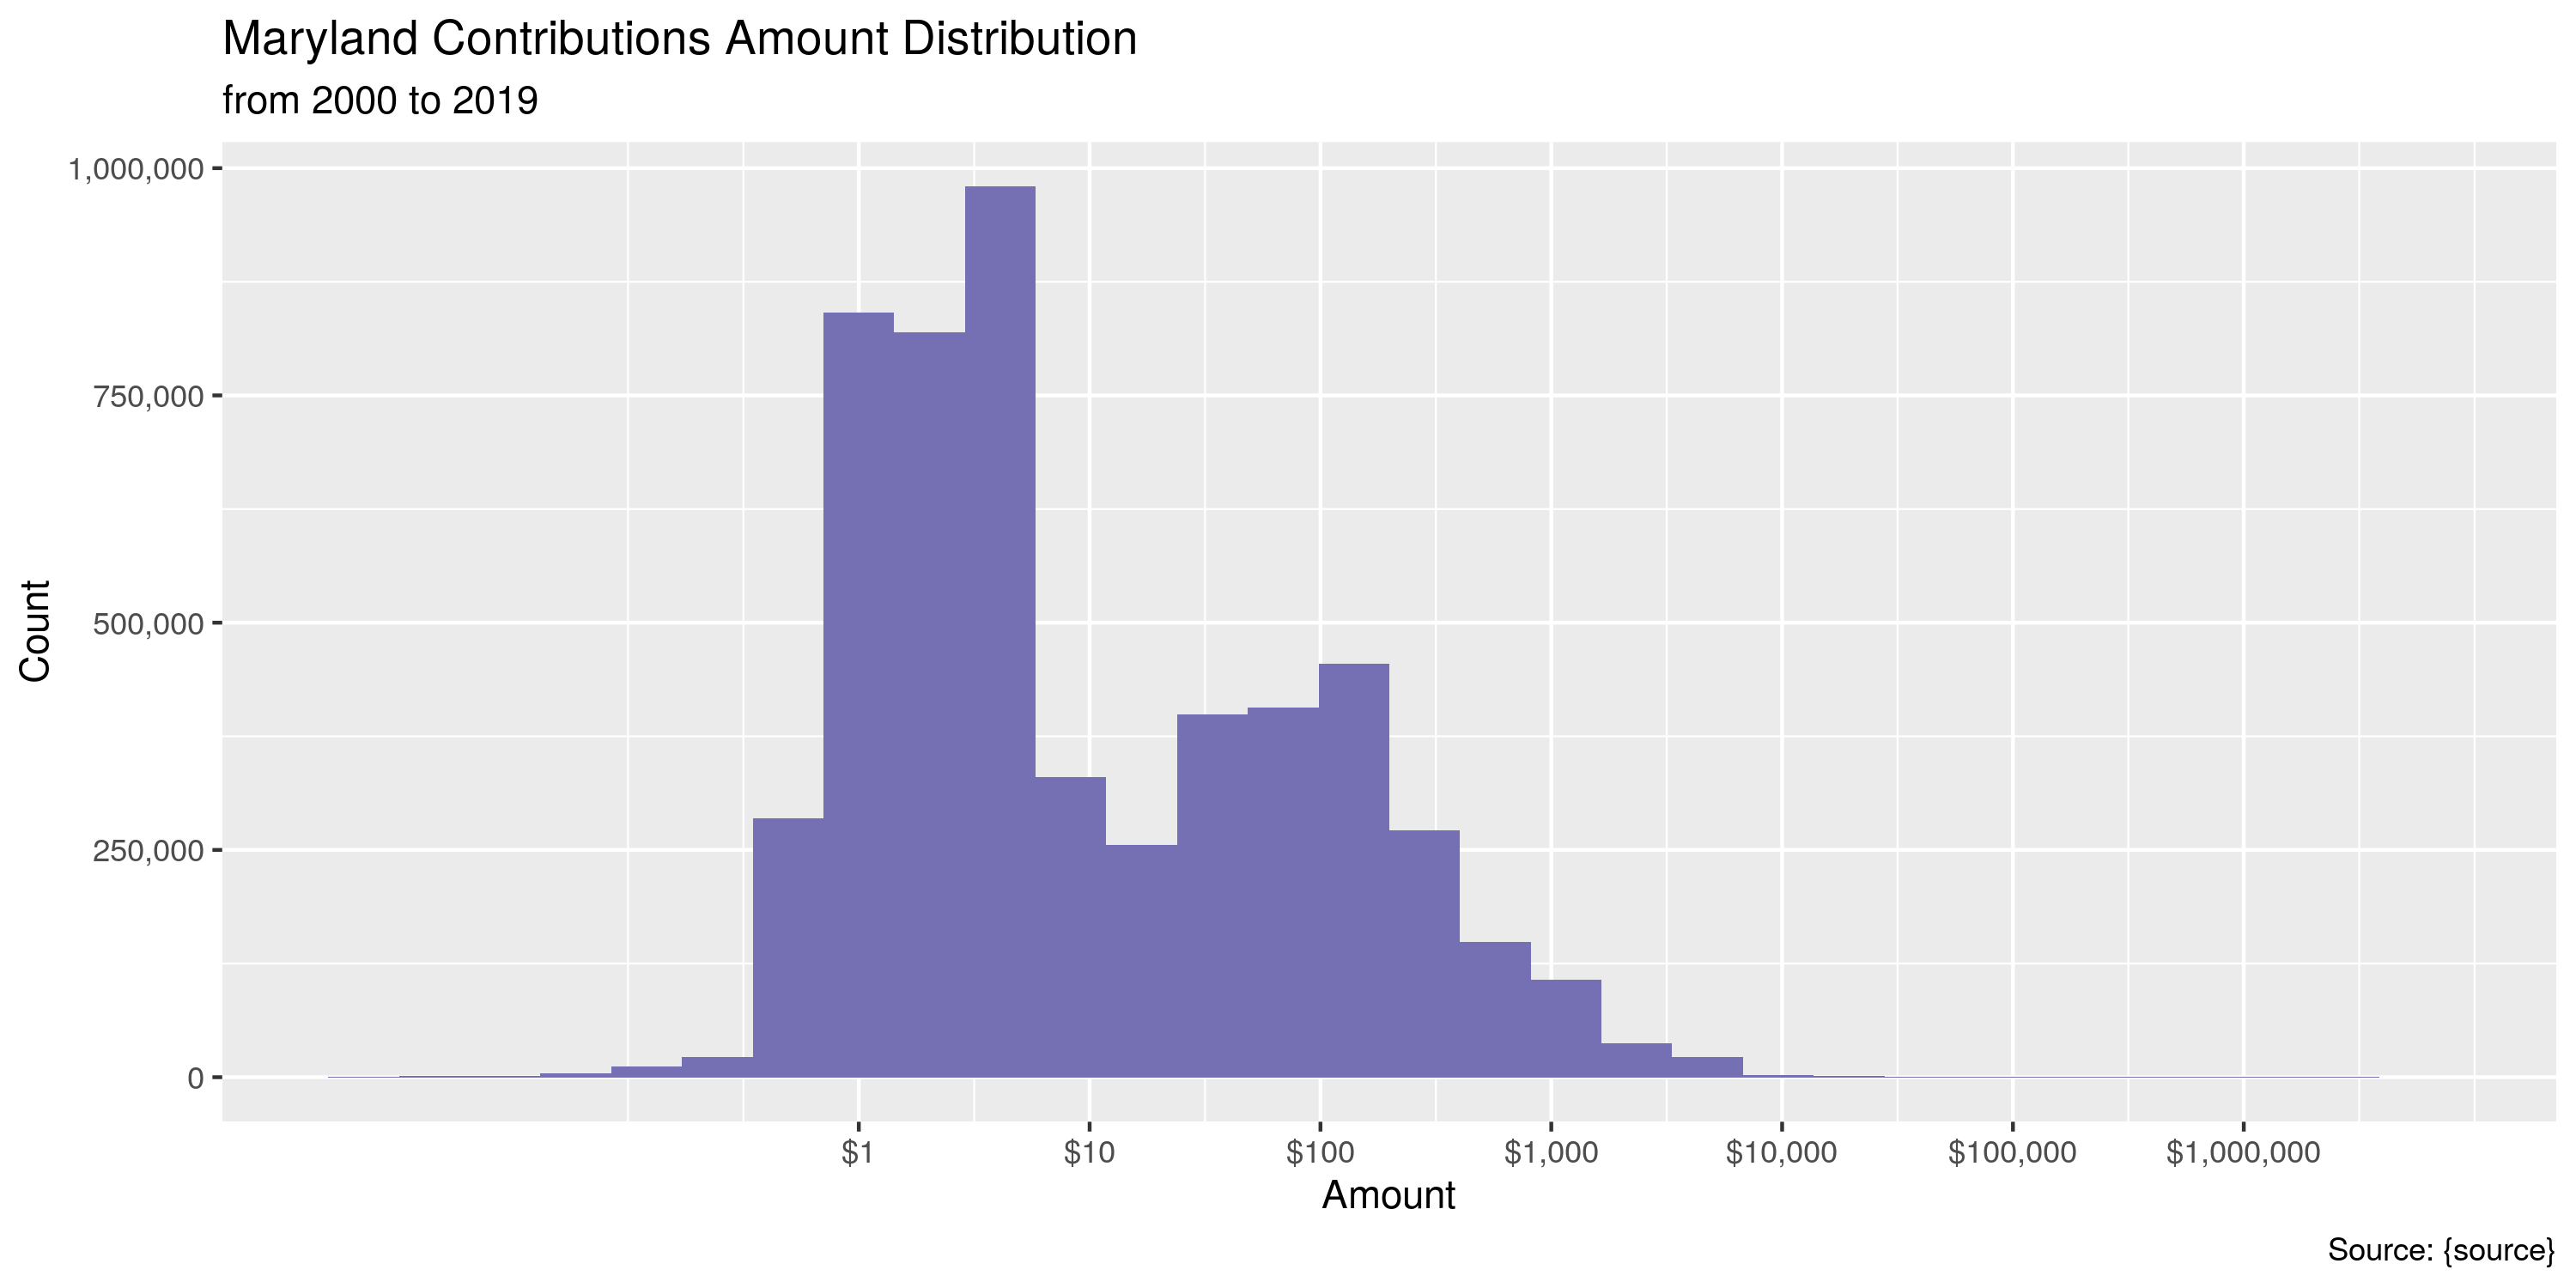 Maryland Contributions Amount Distribution
from 2000 to 2019
1,000,000
750,000
500,000
250,000
0
Count
$1 $10 $100 $1,000 $10,000 $100,000 $1,000,000
Amount
Source: {source}